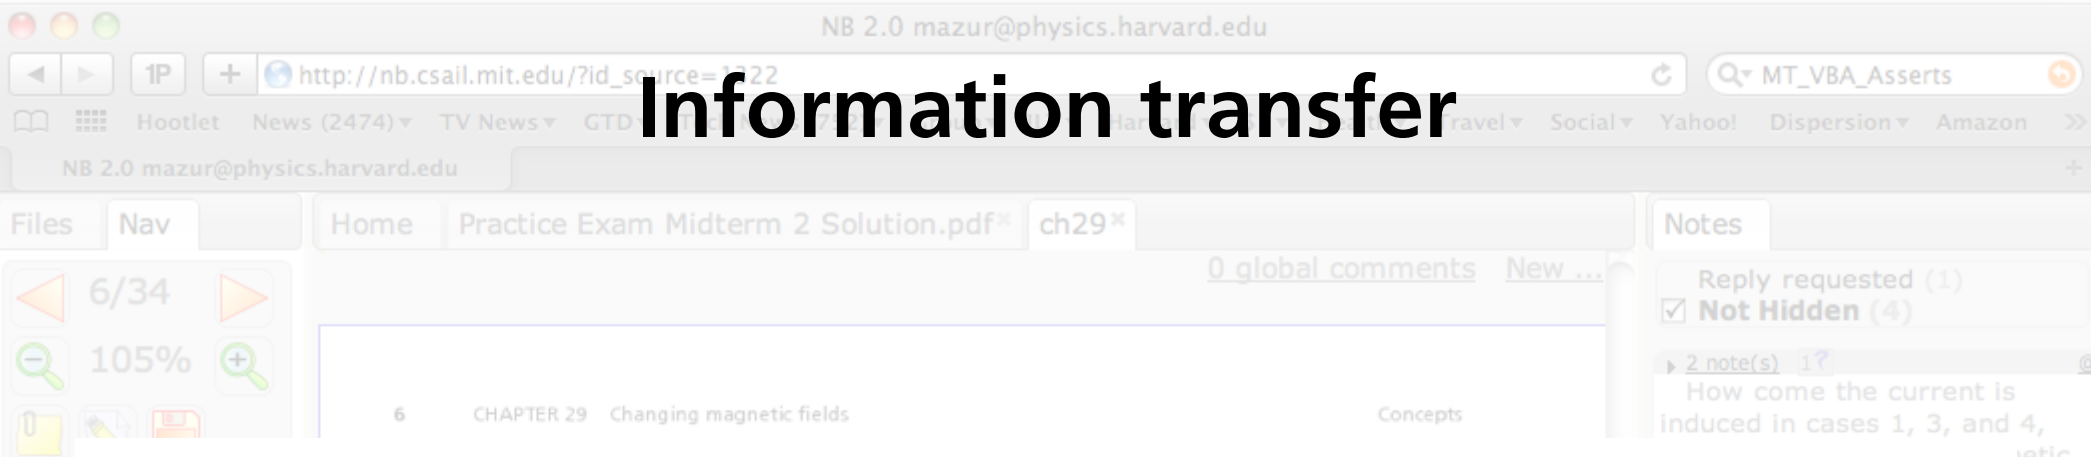 NB 2.0 mazur@physics.harvard.edu
1P + http://nb.csail.mit.edu/?id_source=1322 MT_VBA_Asserts
Information transfer
Hootlet News (2474) TV News GTD Travel Social Yahoo! Dispersion Amazon
NB 2.0 mazur@physics.harvard.edu
Files Nav Home Practice Exam Midterm 2 Solution.pdf ch29 Notes
0 global comments New ...
6/34
Reply requested (1)
Not Hidden (4)
105%
2 note(s) 1?
How come the current is
6 CHAPTER 29 Changing magnetic fields Concepts
induced in cases 1, 3, and 4,